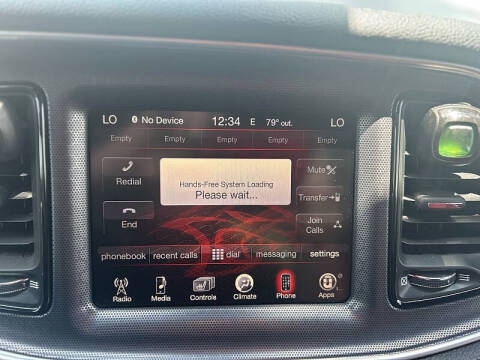 LO No Device 12:34 E 79° out. LO
Empty Empty Empty Empty Empty
Redial
Hands-Free System Loading
Please wait...
Mute
Transfer
End
Join
Calls
phonebook recent calls dial messaging settings
Radio Media Controls Climate Phone Apps